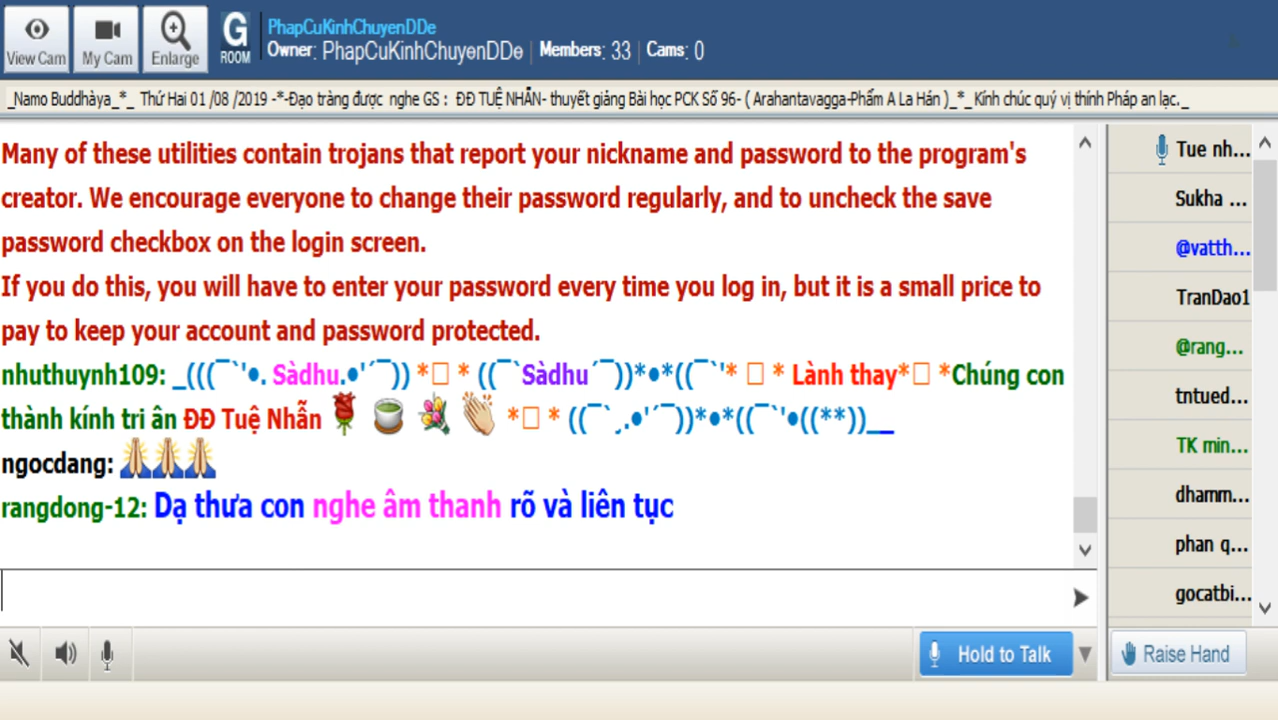 View Cam
My Cam
Enlarge
G
ROOM
PhapCuKinhChuyenDDe
Owner: PhapCuKinhChuyenDDe | Members: 33 | Cams: 0
_Namo Buddhàya_*_ Thứ Hai 01 /08 /2019 -*-Đạo tràng được nghe GS : ĐĐ TUỆ NHẪN- thuyết giảng Bài học PCK Số 96- ( Arahantavagga-Phẩm A La Hán )_*_ Kính chúc quý vị thính Pháp an lạc._
Many of these utilities contain trojans that report your nickname and password to the program's
creator. We encourage everyone to change their password regularly, and to uncheck the save
password checkbox on the login screen.
If you do this, you will have to enter your password every time you log in, but it is a small price to
pay to keep your account and password protected.
nhuthuynh109: _(((¯`'•. Sàdhu.•'´¯)) *□ * ((¯`Sàdhu´¯))*•*((¯`'* □ * Lành thay*□ *Chúng con
thành kính tri ân ĐĐ Tuệ Nhẫn 🌹 🍵 💐 👏 *□ * ((¯`¸.•'´¯))*•*((¯`'•((**))__
ngocdang: 🙏🙏🙏
rangdong-12: Dạ thưa con nghe âm thanh rõ và liên tục
Tue nh...
Sukha ...
@vatth...
TranDao1
@rang...
tntued...
TK min...
dhamm...
phan q...
gocatbi...
Hold to Talk
Raise Hand